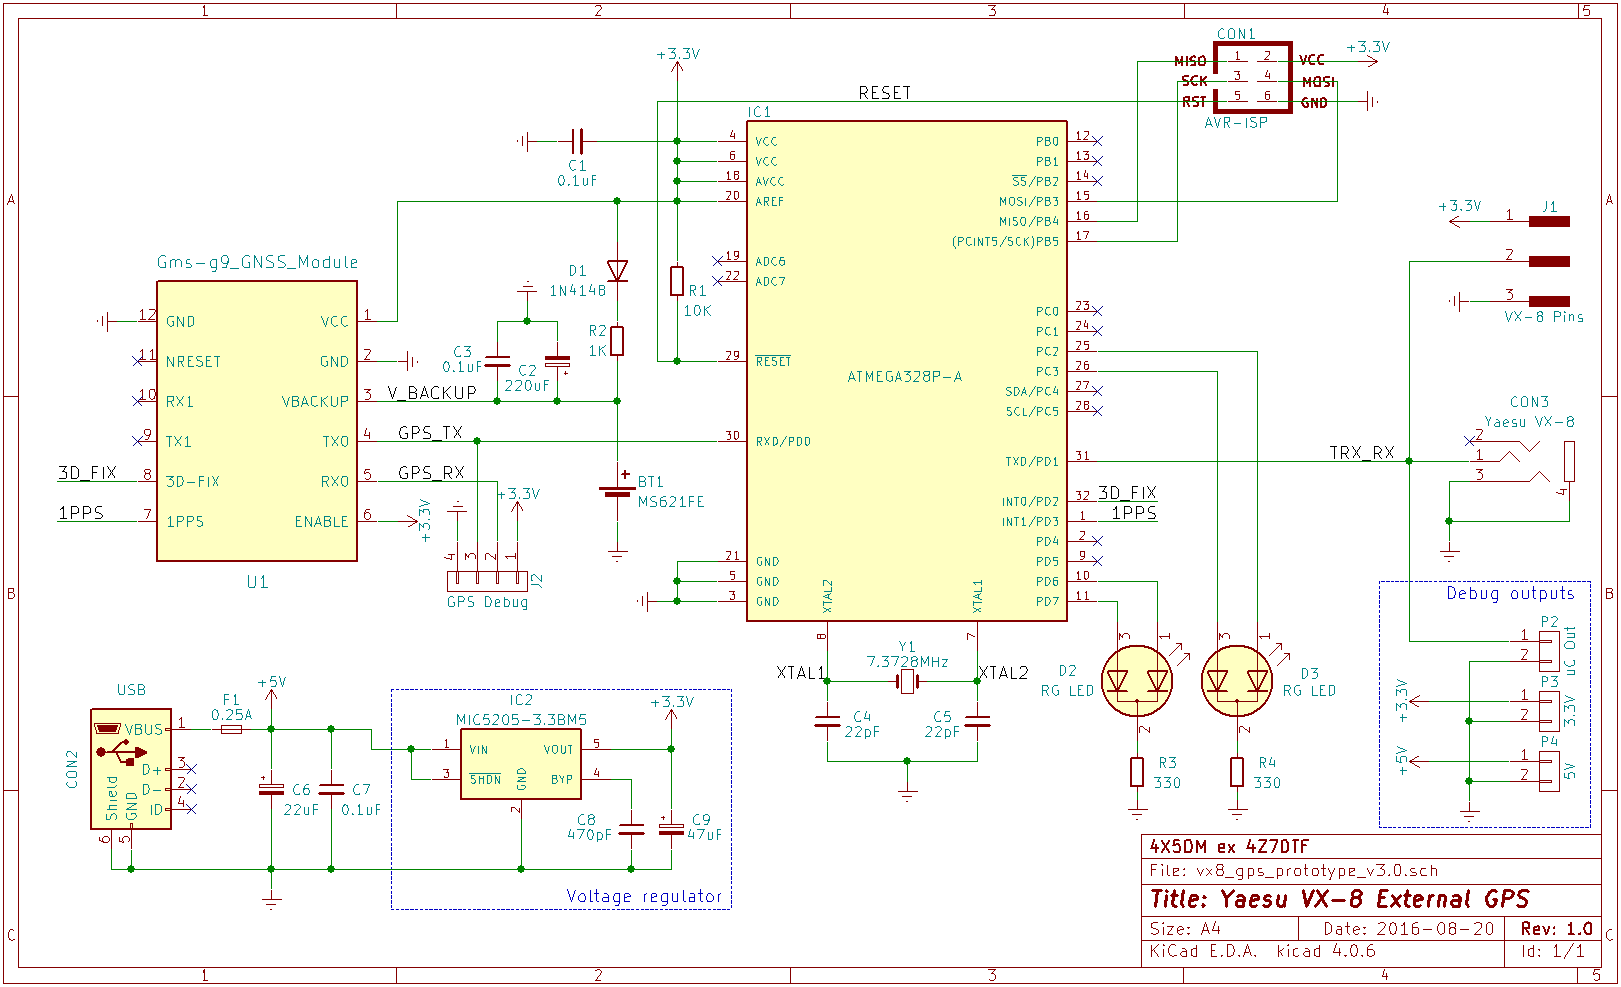 1 2 3 4 5
A
B
C
A
B
C
1 2 3 4 5
+3.3V
RESET
C1
0.1uF
IC1
ATMEGA328P-A
4 VCC
6 VCC
18 AVCC
20 AREF
19 ADC6
22 ADC7
29 RESET
30 RXD/PD0
21 GND
5 GND
3 GND
XTAL2
8
XTAL1
7
PB0 12
PB1 13
SS/PB2 14
MOSI/PB3 15
MISO/PB4 16
(PCINT5/SCK)PB5 17
PC0 23
PC1 24
PC2 25
PC3 26
SDA/PC4 27
SCL/PC5 28
TXD/PD1 31
INT0/PD2 32
INT1/PD3 1
PD4 2
PD5 9
PD6 10
PD7 11
3D_FIX
1PPS
CON1
MISO 1 2 VCC
SCK 3 4 MOSI
RST 5 6 GND
AVR-ISP
+3.3V
+3.3V
1 J1
2
3
VX-8 Pins
CON3
Yaesu VX-8
2
1
3
4
TRX_RX
Gms-g9_GNSS_Module
12 GND
11 NRESET
10 RX1
9 TX1
8 3D-FIX
7 1PPS
VCC 1
GND 2
VBACKUP 3
TX0 4
RX0 5
ENABLE 6
U1
3D_FIX
1PPS
V_BACKUP
GPS_TX
GPS_RX
+3.3V
+3.3V
4 3 2 1
J2
GPS Debug
D1
1N4148
R1
10K
R2
1K
C3
0.1uF
C2
220uF
BT1
MS621FE
XTAL1
XTAL2
Y1
7.3728MHz
C4
22pF
C5
22pF
3 1
D2
RG LED
2
R3
330
3 1
D3
RG LED
2
R4
330
Debug outputs
P2
1
2
uC Out
P3
+3.3V
1
2
3.3V
P4
+5V
1
2
5V
USB
CON2
VBUS 1
D+ 3
D- 2
ID 4
Shield
GND
6 5
F1
0.25A
+5V
C6
22uF
C7
0.1uF
IC2
MIC5205-3.3BM5
1 VIN
3 SHDN
GND
2
VOUT 5
BYP 4
+3.3V
C8
470pF
C9
47uF
Voltage regulator
4X5DM ex 4Z7DTF
File: vx8_gps_prototype_v3.0.sch
Title: Yaesu VX-8 External GPS
Size: A4 Date: 2016-08-20 Rev: 1.0
KiCad E.D.A. kicad 4.0.6 Id: 1/1